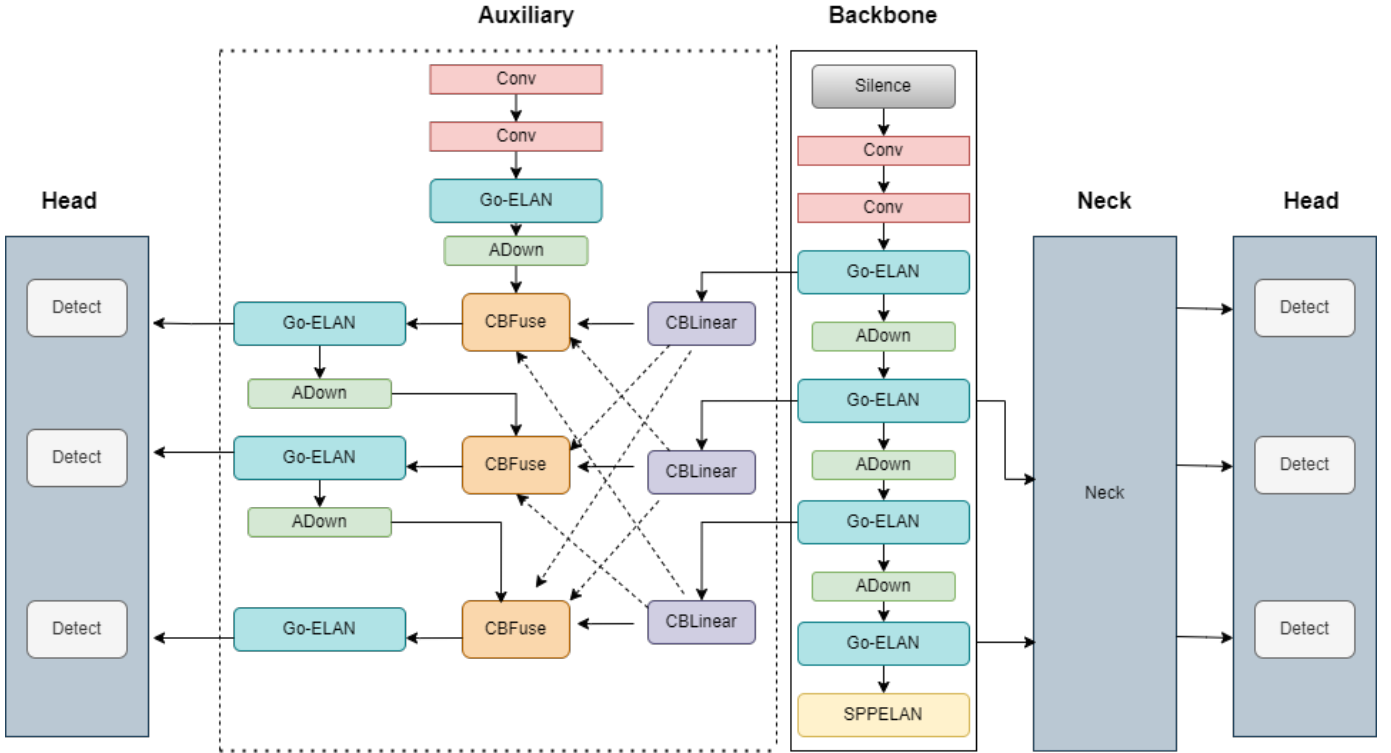 Auxiliary
Backbone
Conv
Silence
Conv
Conv
Go-ELAN
Conv
Head
Neck
Head
ADown
Go-ELAN
Detect
Go-ELAN
CBFuse
CBLinear
ADown
Detect
ADown
Go-ELAN
Detect
Go-ELAN
CBFuse
CBLinear
ADown
Neck
Detect
ADown
Go-ELAN
ADown
Detect
Go-ELAN
CBFuse
CBLinear
Go-ELAN
Detect
SPPELAN